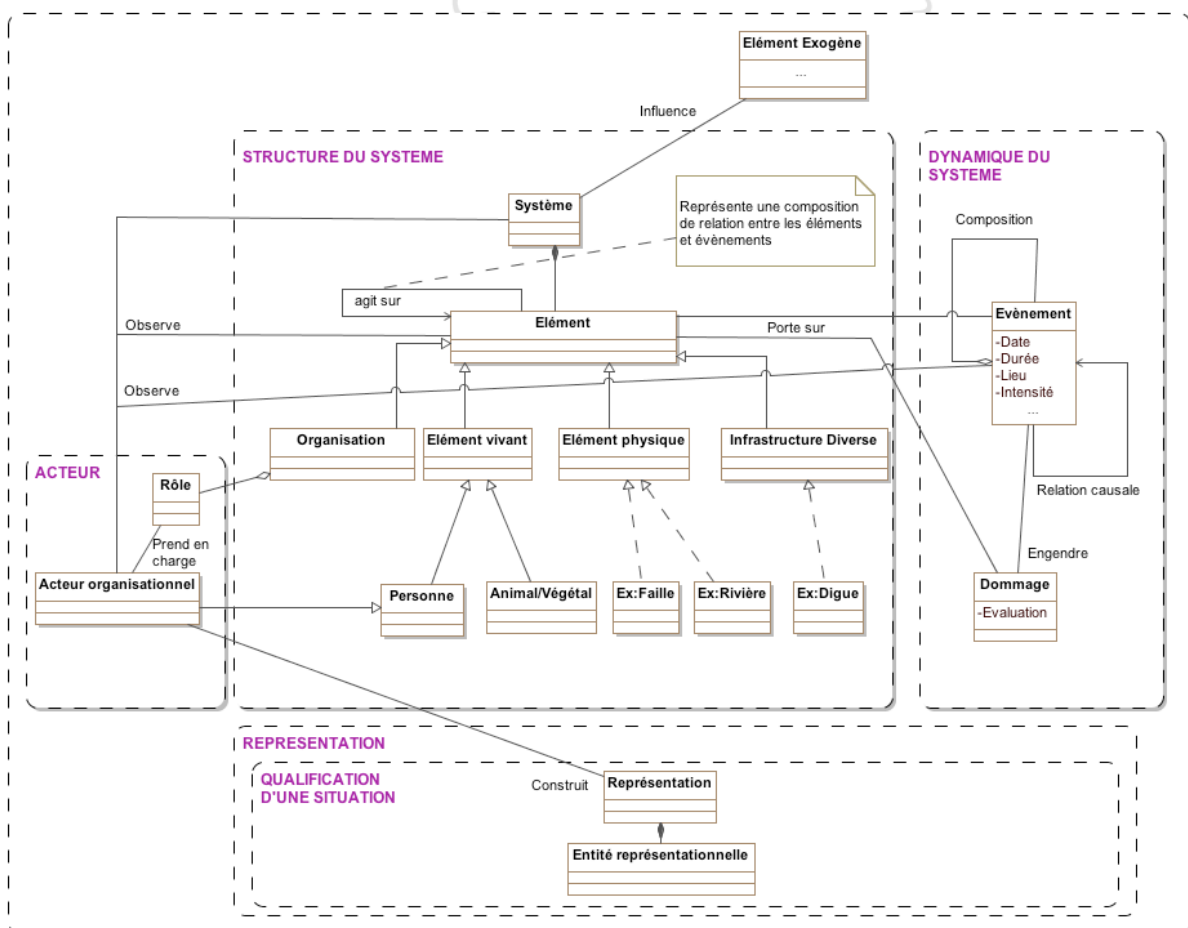 Elément Exogène
...
Influence
STRUCTURE DU SYSTEME
DYNAMIQUE DU
SYSTEME
Système
Représente une composition
de relation entre les éléments
et évènements
Composition
agit sur
Elément
Observe
Porte sur
Evènement
-Date
-Durée
-Lieu
-Intensité
...
Observe
Organisation
Elément vivant
Elément physique
Infrastructure Diverse
ACTEUR
Rôle
Relation causale
Prend en
charge
Engendre
Acteur organisationnel
Personne
Animal/Végétal
Ex:Faille
Ex:Rivière
Ex:Digue
Dommage
-Evaluation
REPRESENTATION
QUALIFICATION
D'UNE SITUATION
Construit
Représentation
Entité représentationnelle